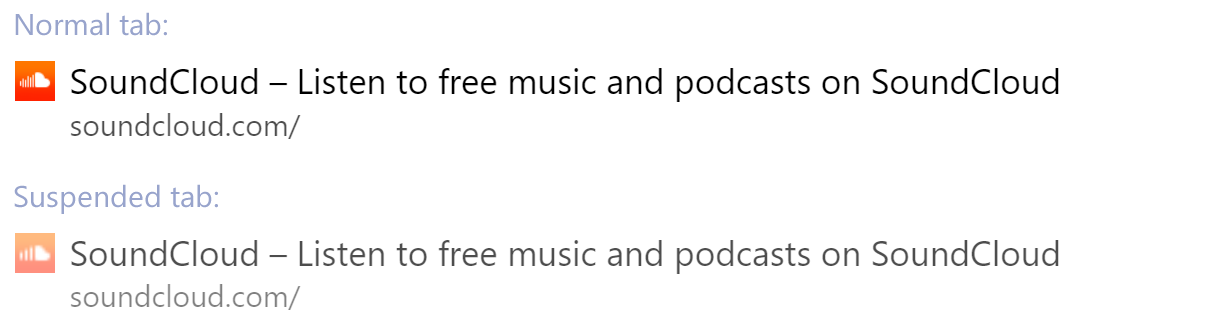 Normal tab:
SoundCloud – Listen to free music and podcasts on SoundCloud
soundcloud.com/
Suspended tab:
SoundCloud – Listen to free music and podcasts on SoundCloud
soundcloud.com/